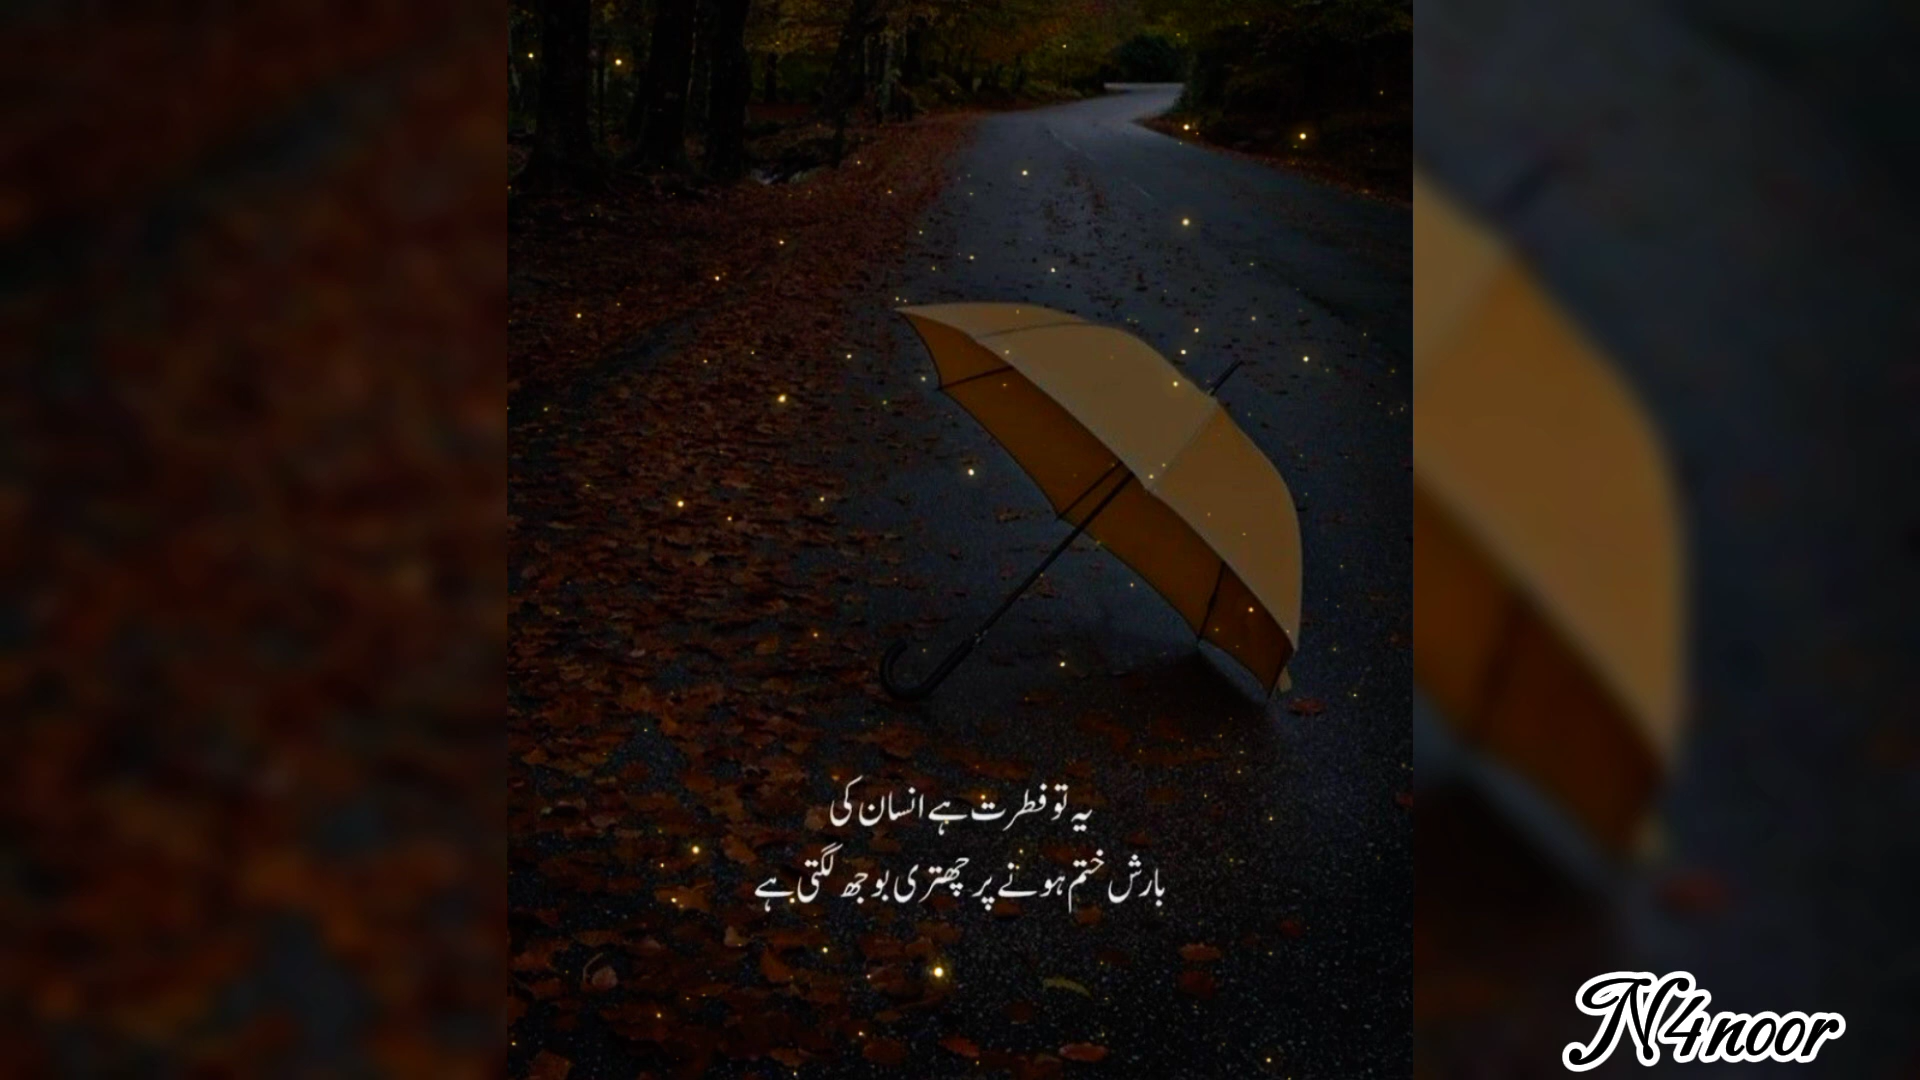 یہ تو فطرت ہے انسان کی
بارش ختم ہونے پر چھتری بوجھ لگتی ہے
N4noor